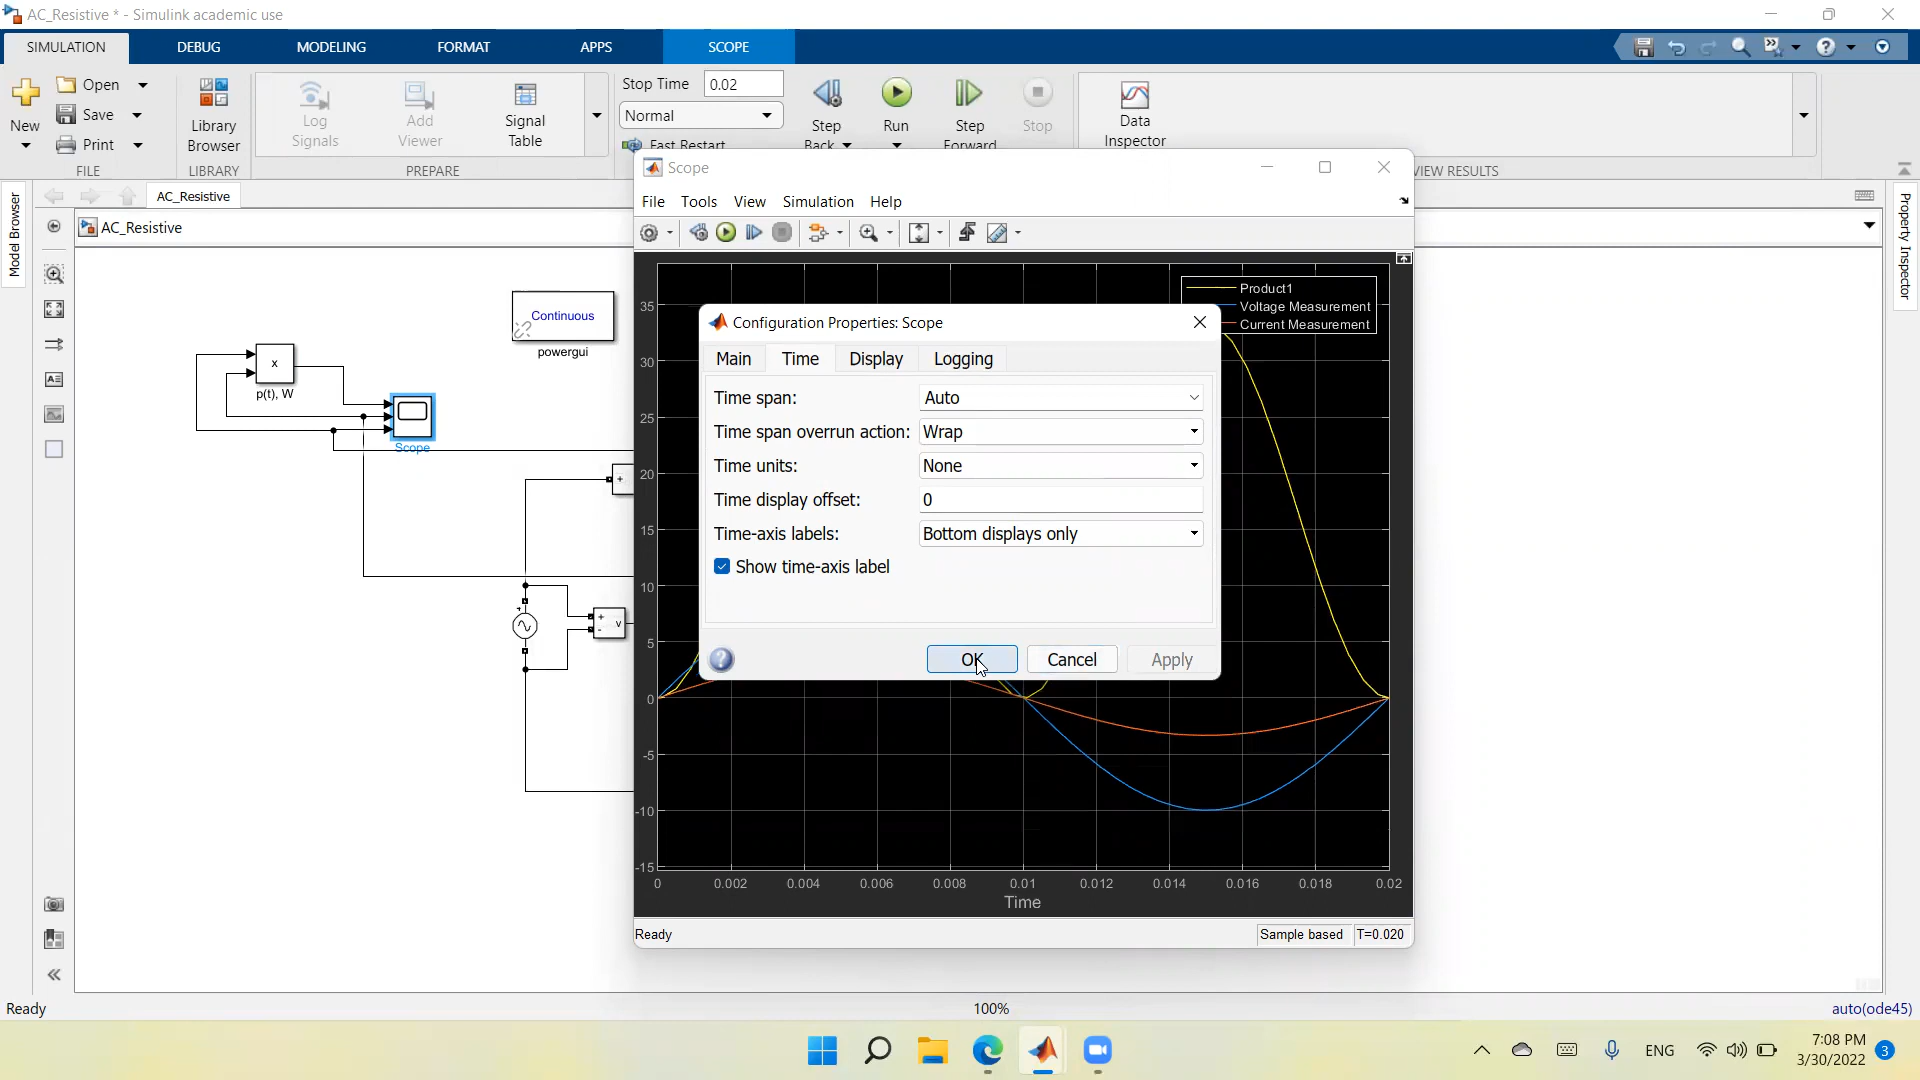 AC_Resistive * - Simulink academic use
SIMULATION
DEBUG
MODELING
FORMAT
APPS
SCOPE
New
Open
Save
Print
FILE
Library
Browser
LIBRARY
Log
Signals
Add
Viewer
Signal
Table
PREPARE
Stop Time 0.02
Normal
Fast Restart
Step
Back
Run
Step
Forward
Stop
Data
Inspector
VIEW RESULTS
Model Browser
AC_Resistive
AC_Resistive
Property Inspector
Continuous
powergui
x
p(t), W
Scope
+
+
-
v
+
Scope
File Tools View Simulation Help
Product1
Voltage Measurement
Current Measurement
35
30
25
20
15
10
5
0
-5
-10
-15
0 0.002 0.004 0.006 0.008 0.01 0.012 0.014 0.016 0.018 0.02
Time
Ready
Sample based
T=0.020
Configuration Properties: Scope
Main Time Display Logging
Time span: Auto
Time span overrun action: Wrap
Time units: None
Time display offset: 0
Time-axis labels: Bottom displays only
Show time-axis label
?
OK
Cancel
Apply
Ready
100%
auto(ode45)
ENG
7:08 PM
3/30/2022
3